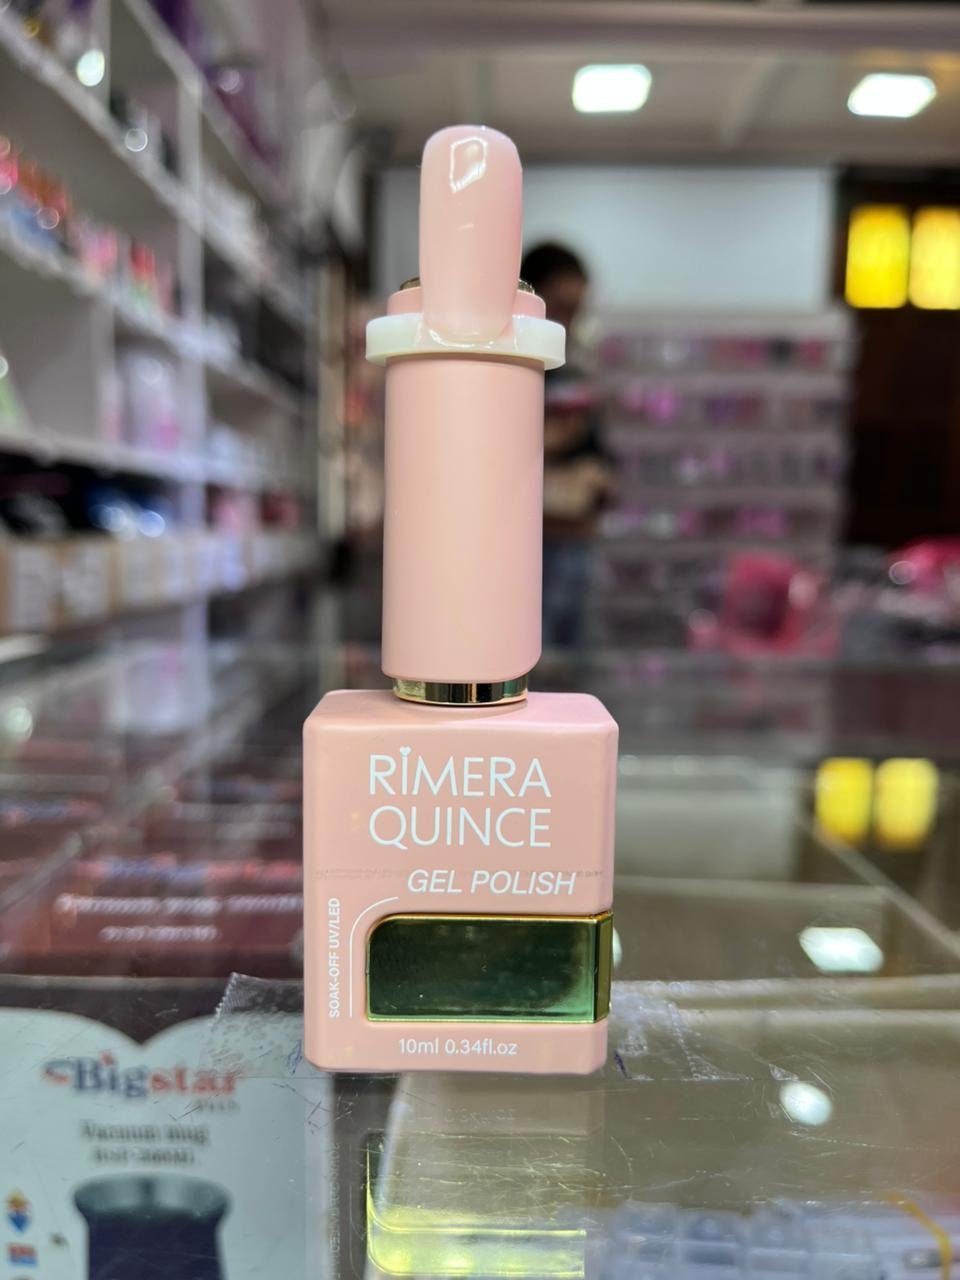 RIMERA
QUINCE
GEL POLISH
SOAK-OFF UV/LED
10ml 0.34fl.oz
Bigstar
Vacuum mug